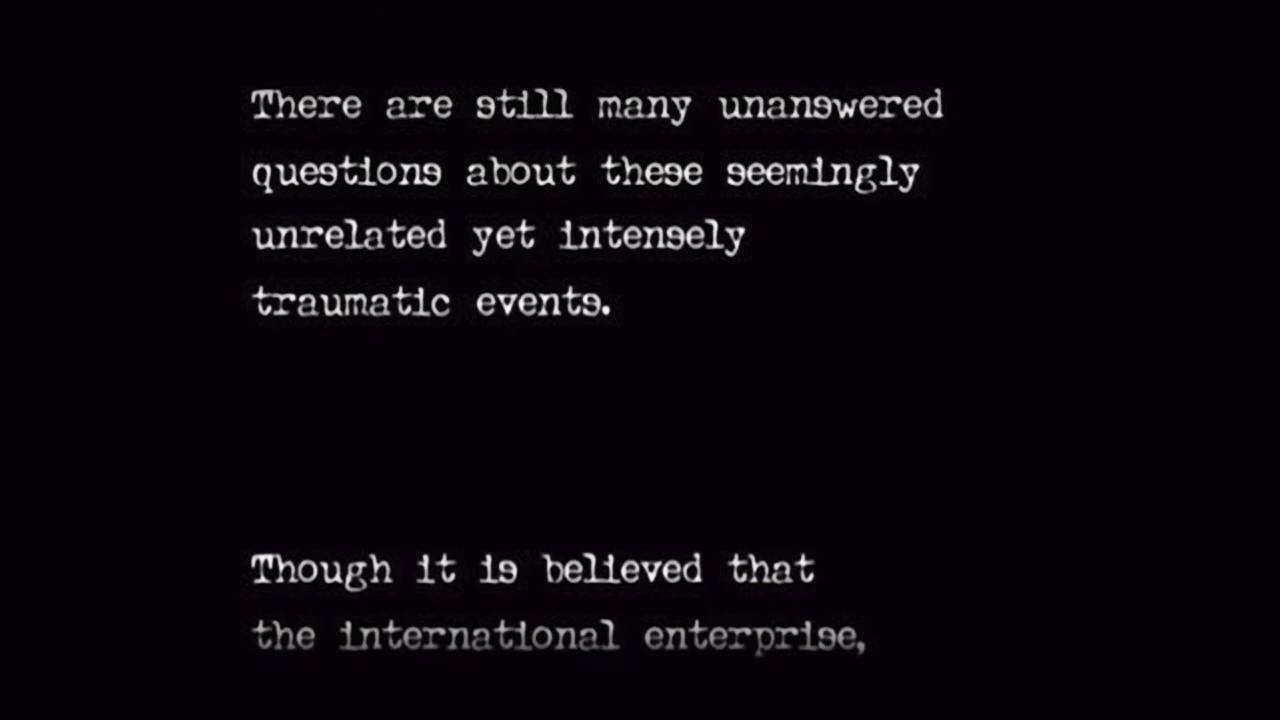 There are still many unanswered
questions about these seemingly
unrelated yet intensely
traumatic events.
Though it is believed that
the international enterprise,